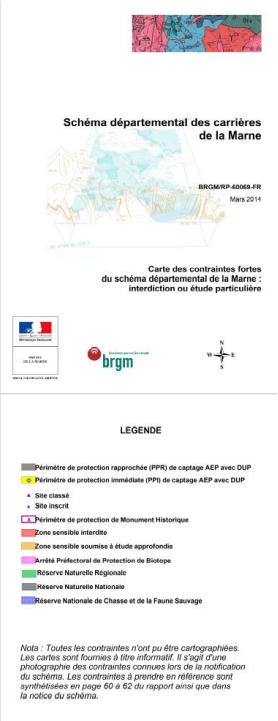 Schéma départemental des carrières
de la Marne
BRGM/RP-60069-FR
Mars 2014
Carte des contraintes fortes
du schéma départemental de la Marne :
interdiction ou étude particulière
RÉPUBLIQUE FRANÇAISE
PRÉFET
DE LA MARNE
brgm
N
W E
S
LEGENDE
Périmètre de protection rapprochée (PPR) de captage AEP avec DUP
Périmètre de protection immédiate (PPI) de captage AEP avec DUP
Site classé
Site inscrit
Périmètre de protection de Monument Historique
Zone sensible interdite
Zone sensible soumise à étude approfondie
Arrêté Préfectoral de Protection de Biotope
Réserve Naturelle Régionale
Réserve Naturelle Nationale
Réserve Nationale de Chasse et de la Faune Sauvage
Nota : Toutes les contraintes n'ont pu être cartographiées.
Les cartes sont fournies à titre informatif. Il s'agit d'une
photographie des contraintes connues lors de la notification
du schéma. Les contraintes à prendre en référence sont
synthétisées en page 60 à 62 du rapport ainsi que dans
la notice du schéma.